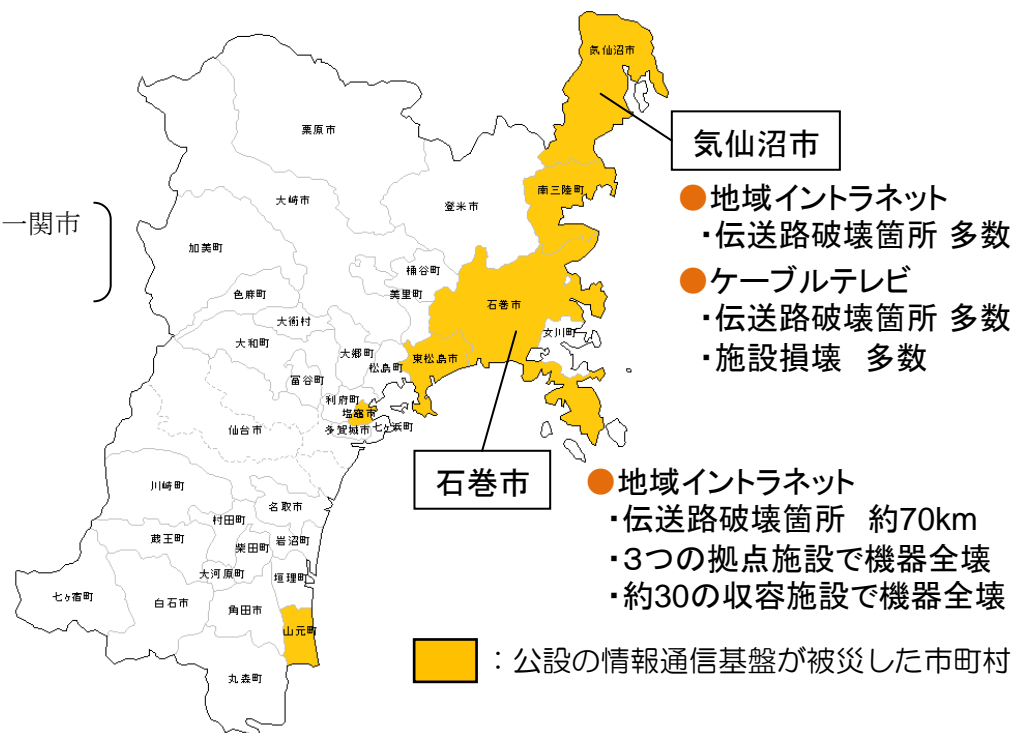 気仙沼市
栗原市
気仙沼市
南三陸町
大崎市
登米市
●地域イントラネット
・伝送路破壊箇所 多数
一関市
加美町
涌谷町
●ケーブルテレビ
・伝送路破壊箇所 多数
・施設損壊 多数
色麻町
美里町
石巻市
大衡村
女川町
大和町
大郷町
松島町
東松島市
富谷町
利府町
塩竈市
仙台市
多賀城市
七ヶ浜町
石巻市
●地域イントラネット
・伝送路破壊箇所 約70km
・3つの拠点施設で機器全壊
・約30の収容施設で機器全壊
川崎町
名取市
村田町
蔵王町
柴田町
岩沼町
大河原町
垣理町
七ヶ宿町
白石市
角田市
山元町
丸森町
：公設の情報通信基盤が被災した市町村